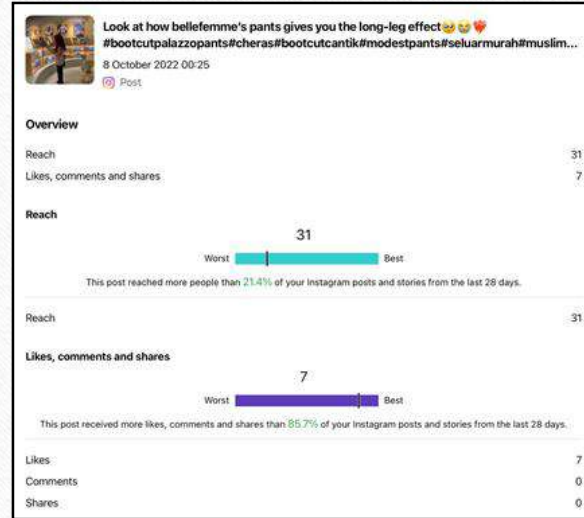 Look at how bellefemme's pants gives you the long-leg effect🥹😭❤️‍🔥
#bootcutpalazzopants#cheras#bootcutcantik#modestpants#seluarmurah#muslim...
8 October 2022 00:25
Post
Overview
Reach 31
Likes, comments and shares 7
Reach
31
Worst Best
This post reached more people than 21.4% of your Instagram posts and stories from the last 28 days.
Reach 31
Likes, comments and shares
7
Worst Best
This post received more likes, comments and shares than 85.7% of your Instagram posts and stories from the last 28 days.
Likes 7
Comments 0
Shares 0